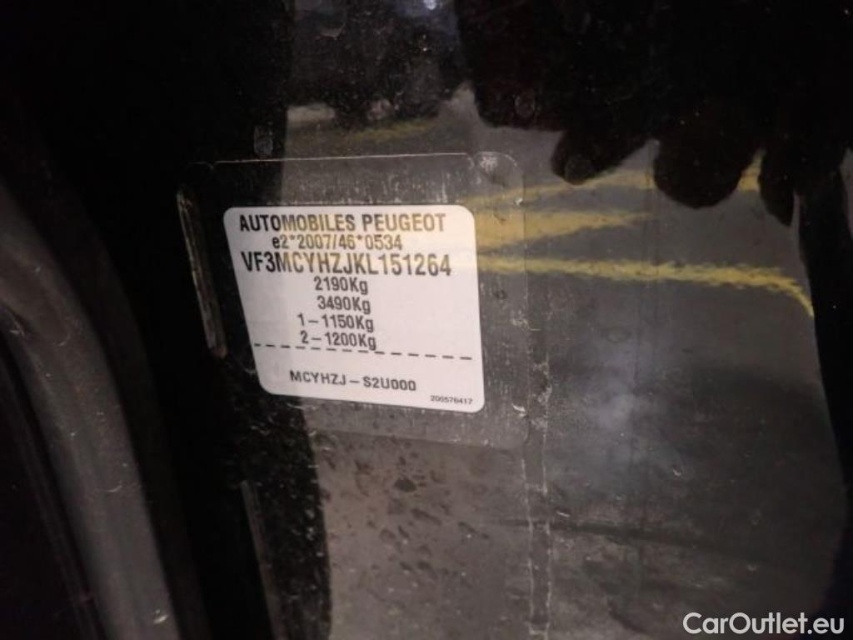 AUTOMOBILES PEUGEOT
e2*2007/46*0534
VF3MCYHZJKL151264
2190Kg
3490Kg
1-1150Kg
2-1200Kg
MCYHZJ-S2U000
200576417
CarOutlet.eu